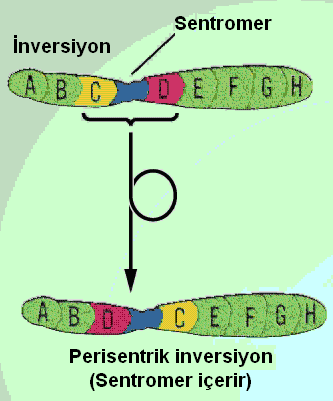 Sentromer
İnversiyon
A B C D E F G H
A B D C E F G H
Perisentrik inversiyon
(Sentromer içerir)